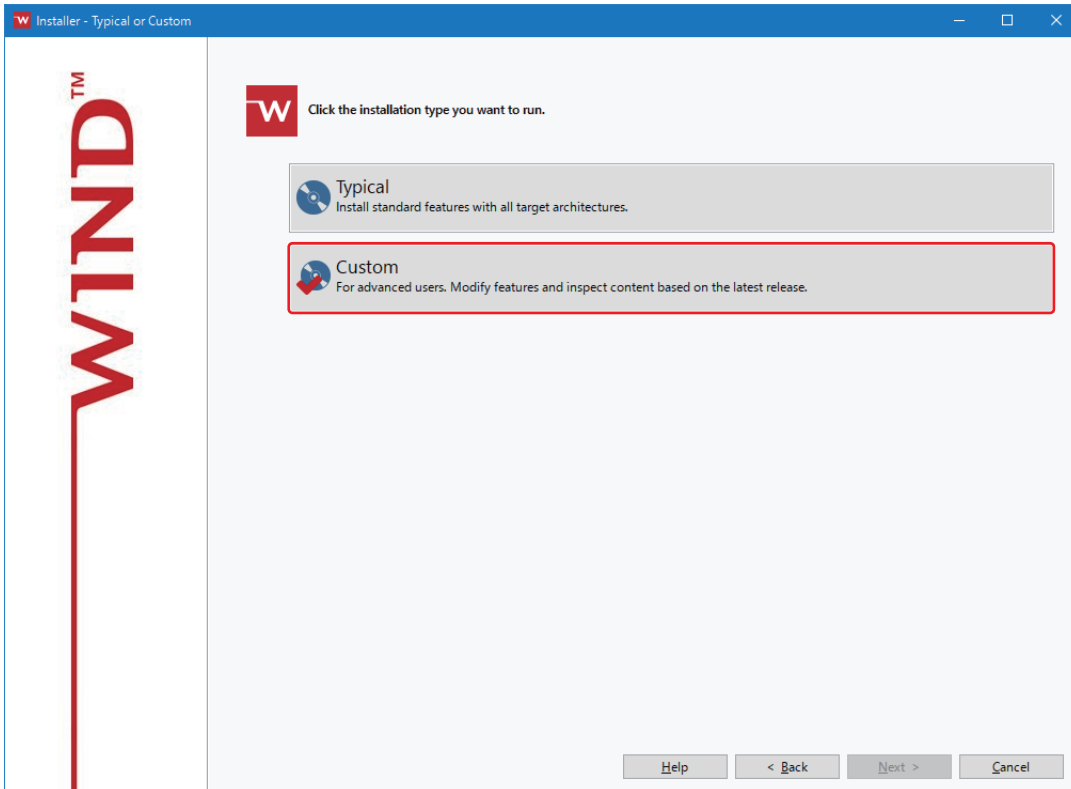 Installer - Typical or Custom
WIND™
W
Click the installation type you want to run.
Typical
Install standard features with all target architectures.
Custom
For advanced users. Modify features and inspect content based on the latest release.
Help
< Back
Next >
Cancel